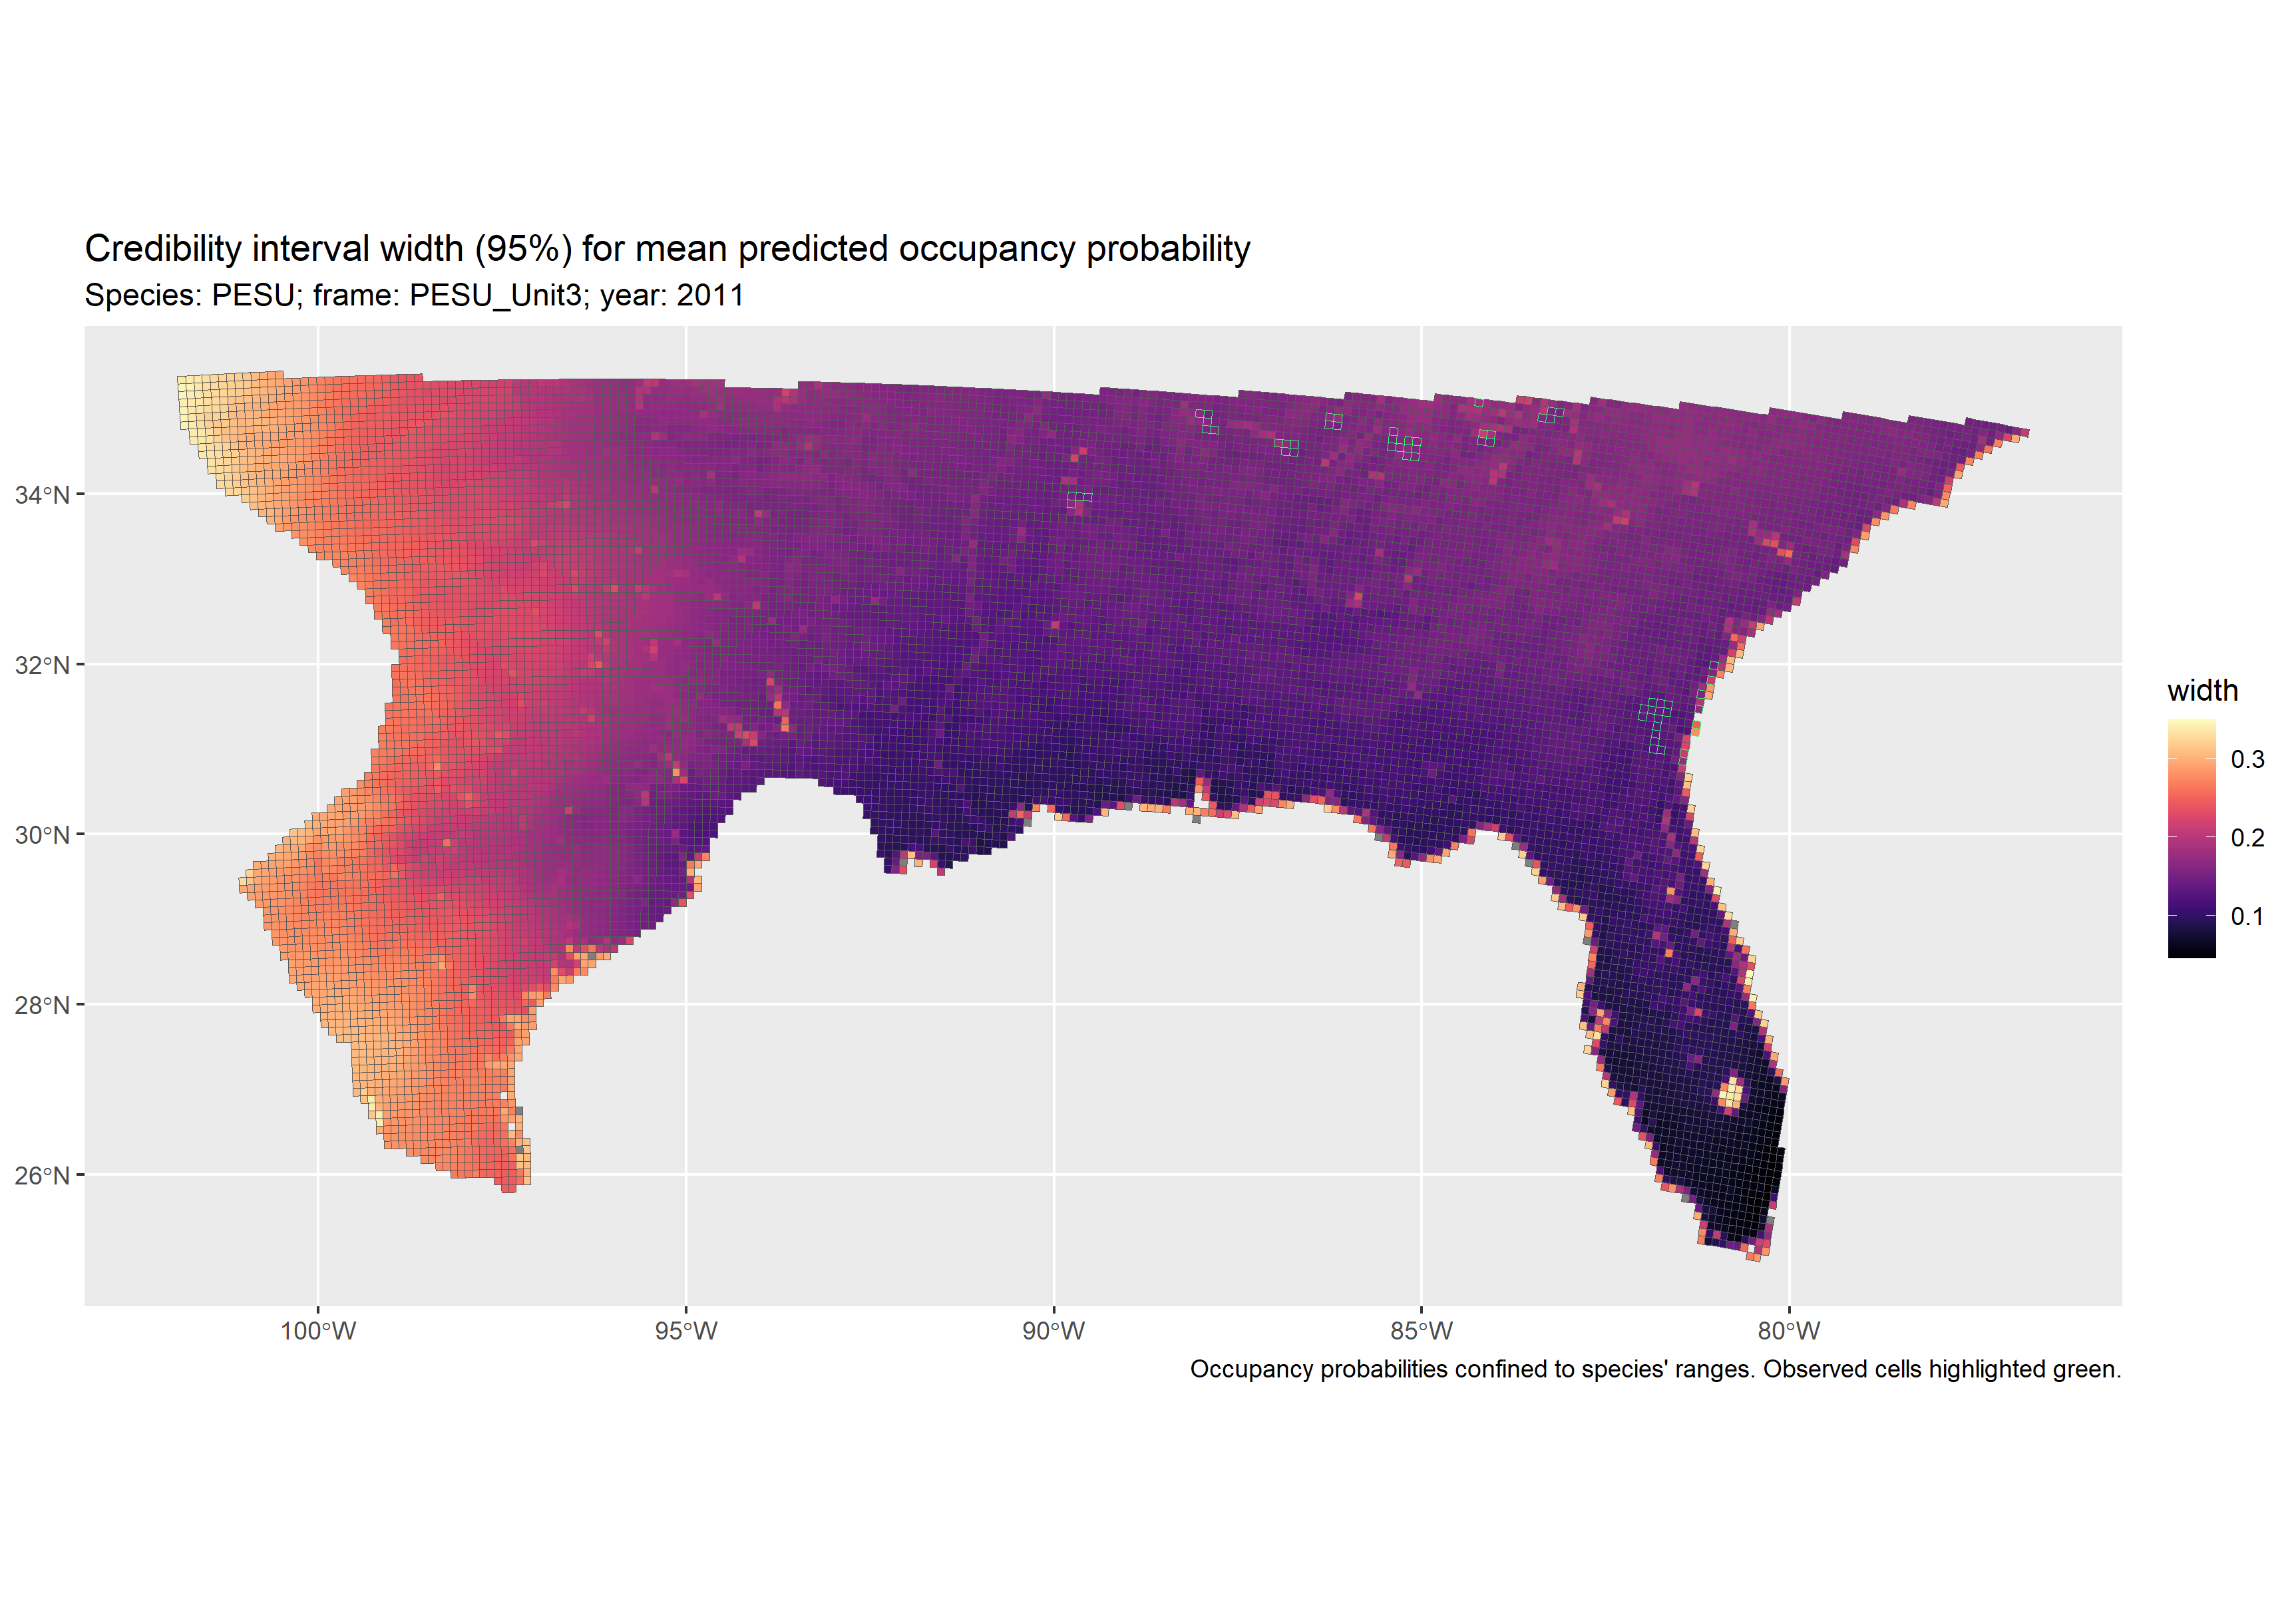 Credibility interval width (95%) for mean predicted occupancy probability
Species: PESU; frame: PESU_Unit3; year: 2011
34°N
32°N
30°N
28°N
26°N
100°W
95°W
90°W
85°W
80°W
width
0.3
0.2
0.1
Occupancy probabilities confined to species' ranges. Observed cells highlighted green.